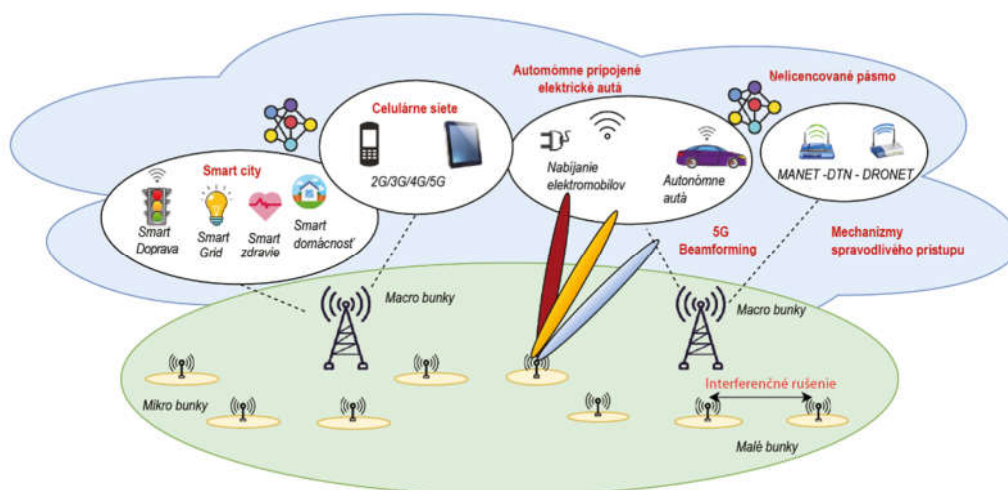 Automómne pripojené
elektrické autá
Nelicencované pásmo
Celulárne siete
2G/3G/4G/5G
Nabíjanie
elektromobilov
Autonómne
autá
MANET -DTN - DRONET
Smart city
Smart
Doprava
Smart
Grid
Smart
zdravie
Smart
domácnosť
5G
Beamforming
Mechanizmy
spravodlivého prístupu
Macro bunky
Macro bunky
Mikro bunky
Interferenčné rušenie
Malé bunky